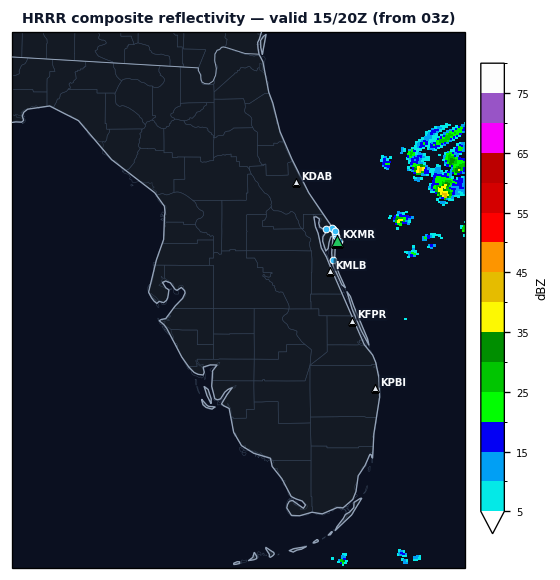 HRRR composite reflectivity — valid 15/20Z (from 03z)
KDAB
KXMR
KMLB
KFPR
KPBI
75
65
55
45
35
25
15
5
dBZ